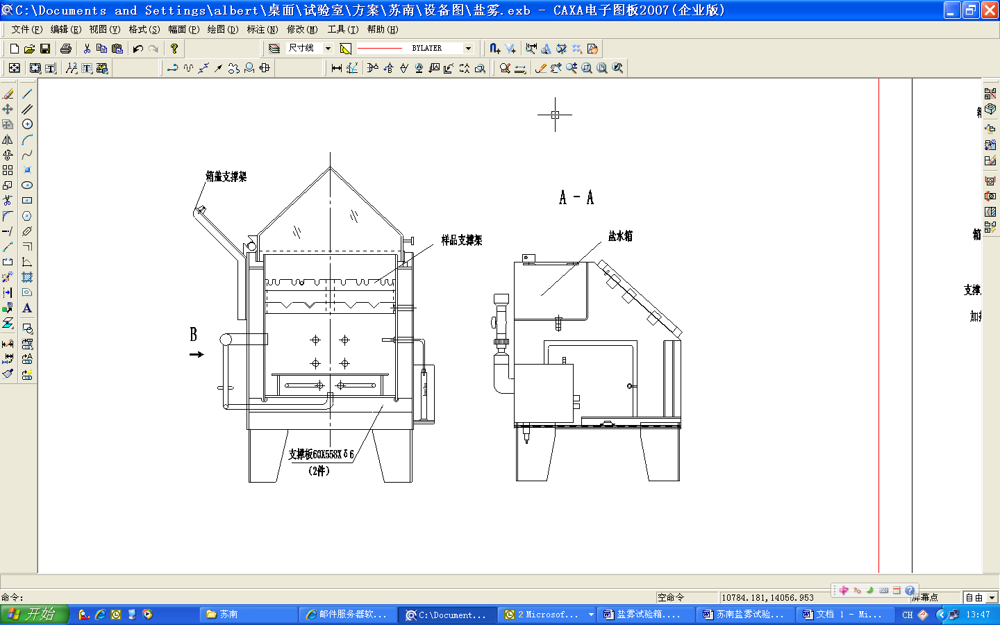 C:\Documents and Settings\albert\桌面\试验室\方案\苏南\设备图\盐雾.exb - CAXA电子图板2007(企业版)
文件(F) 编辑(E) 视图(V) 格式(S) 幅面(P) 绘图(D) 标注(N) 修改(M) 工具(T) 帮助(H)
尺寸线 BYLAYER
箱盖支撑架
A - A
样品支撑架
盐水箱
箱
支撑
B
支撑板60X558Xδ6
(2件)
命令: 空命令 10784.181,14056.953 屏幕点 自由
开始 苏南 邮件服务器软... C:\Document... 2 Microsof... 盐雾试验箱.... 苏南盐雾试验... 文档 1 - Mi... CH 13:47